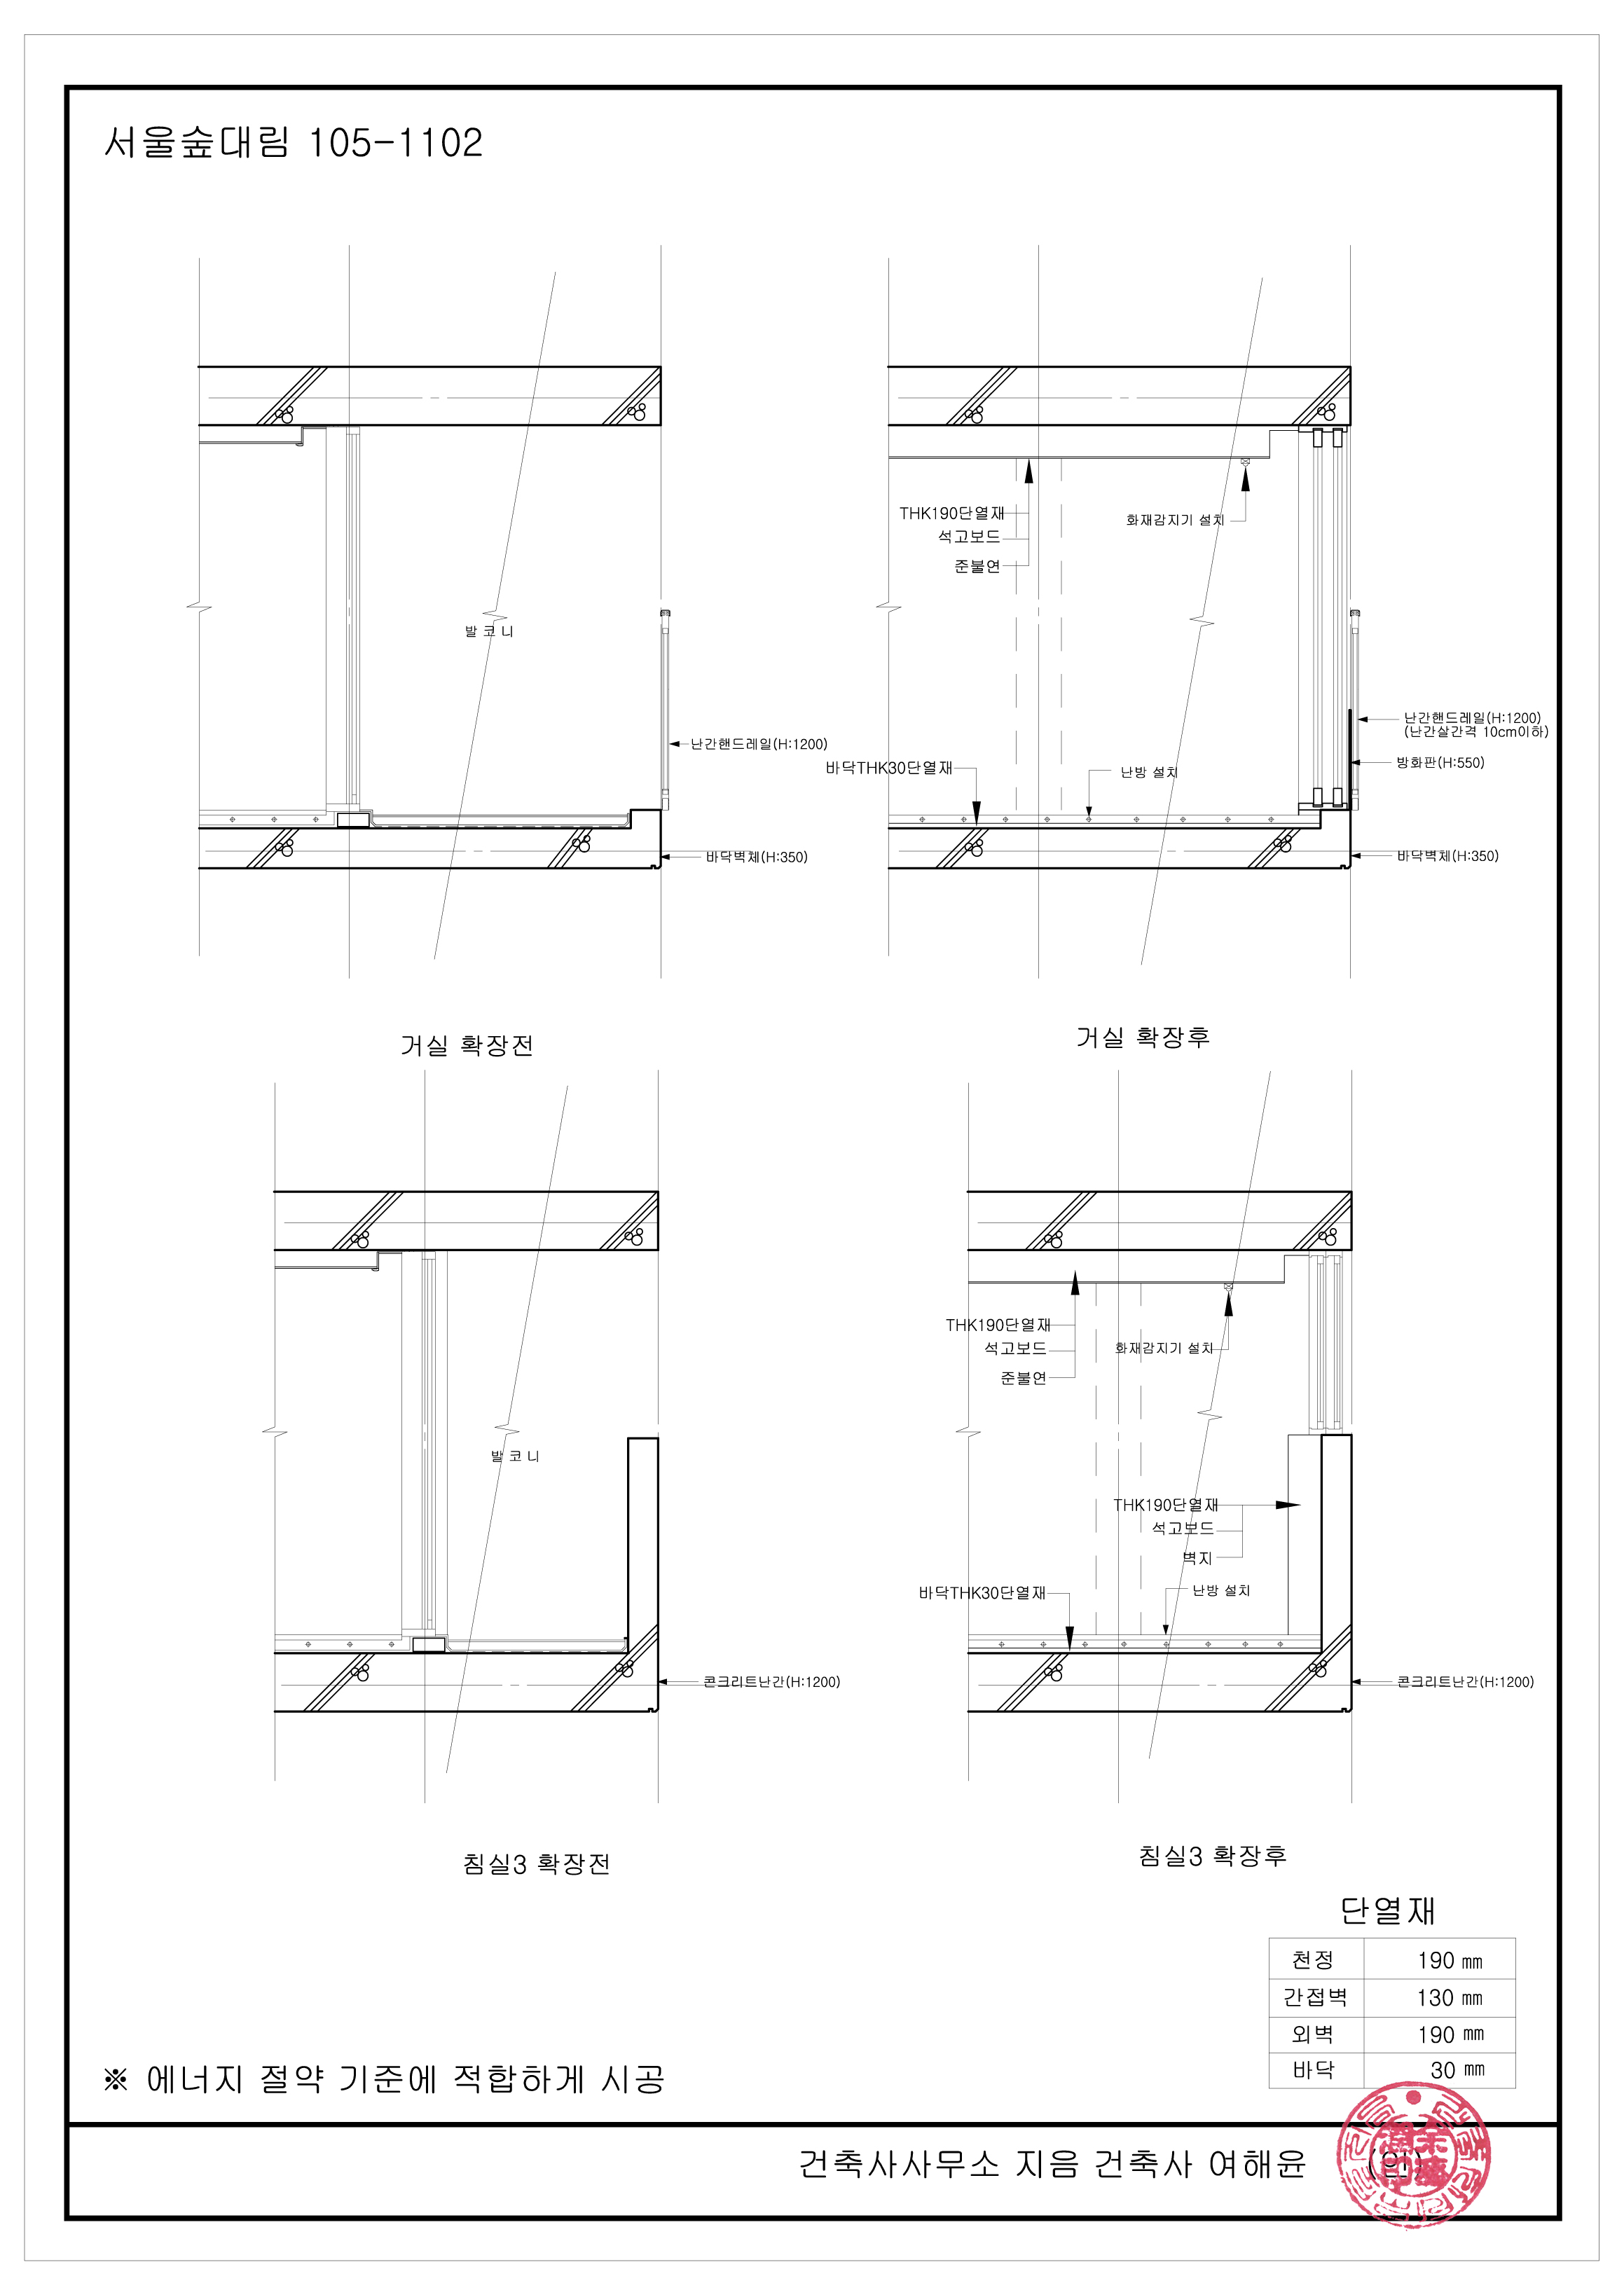 서울숲대림 105-1102
발 코 니
난간핸드레일(H:1200)
바닥벽체(H:350)
거실 확장전
THK190단열재
석고보드
준불연
화재감지기 설치
바닥THK30단열재
난방 설치
난간핸드레일(H:1200)
(난간살간격 10cm이하)
방화판(H:550)
바닥벽체(H:350)
거실 확장후
발 코 니
콘크리트난간(H:1200)
침실3 확장전
THK190단열재
석고보드
준불연
화재감지기 설치
THK190단열재
석고보드
벽지
바닥THK30단열재
난방 설치
콘크리트난간(H:1200)
침실3 확장후
단열재
천정 190 ㎜
간접벽 130 ㎜
외벽 190 ㎜
바닥 30 ㎜
※ 에너지 절약 기준에 적합하게 시공
건축사사무소 지음 건축사 여해윤 (인)